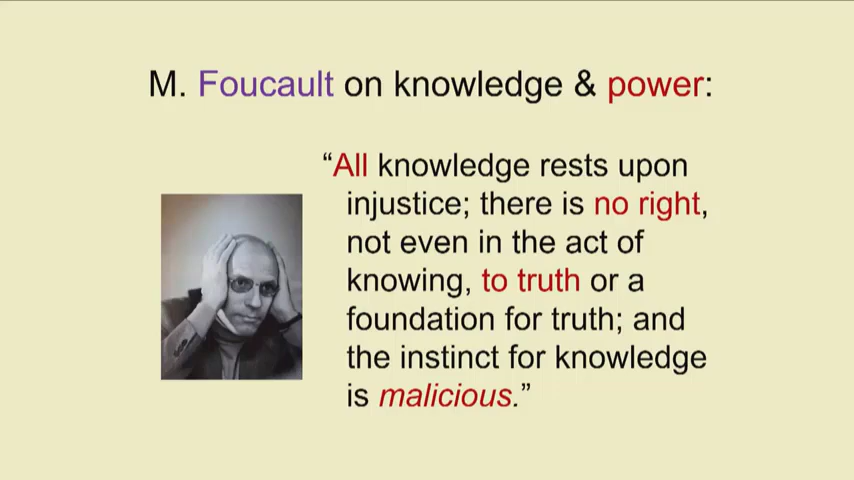 M. Foucault on knowledge & power:
“All knowledge rests upon
injustice; there is no right,
not even in the act of
knowing, to truth or a
foundation for truth; and
the instinct for knowledge
is malicious.”